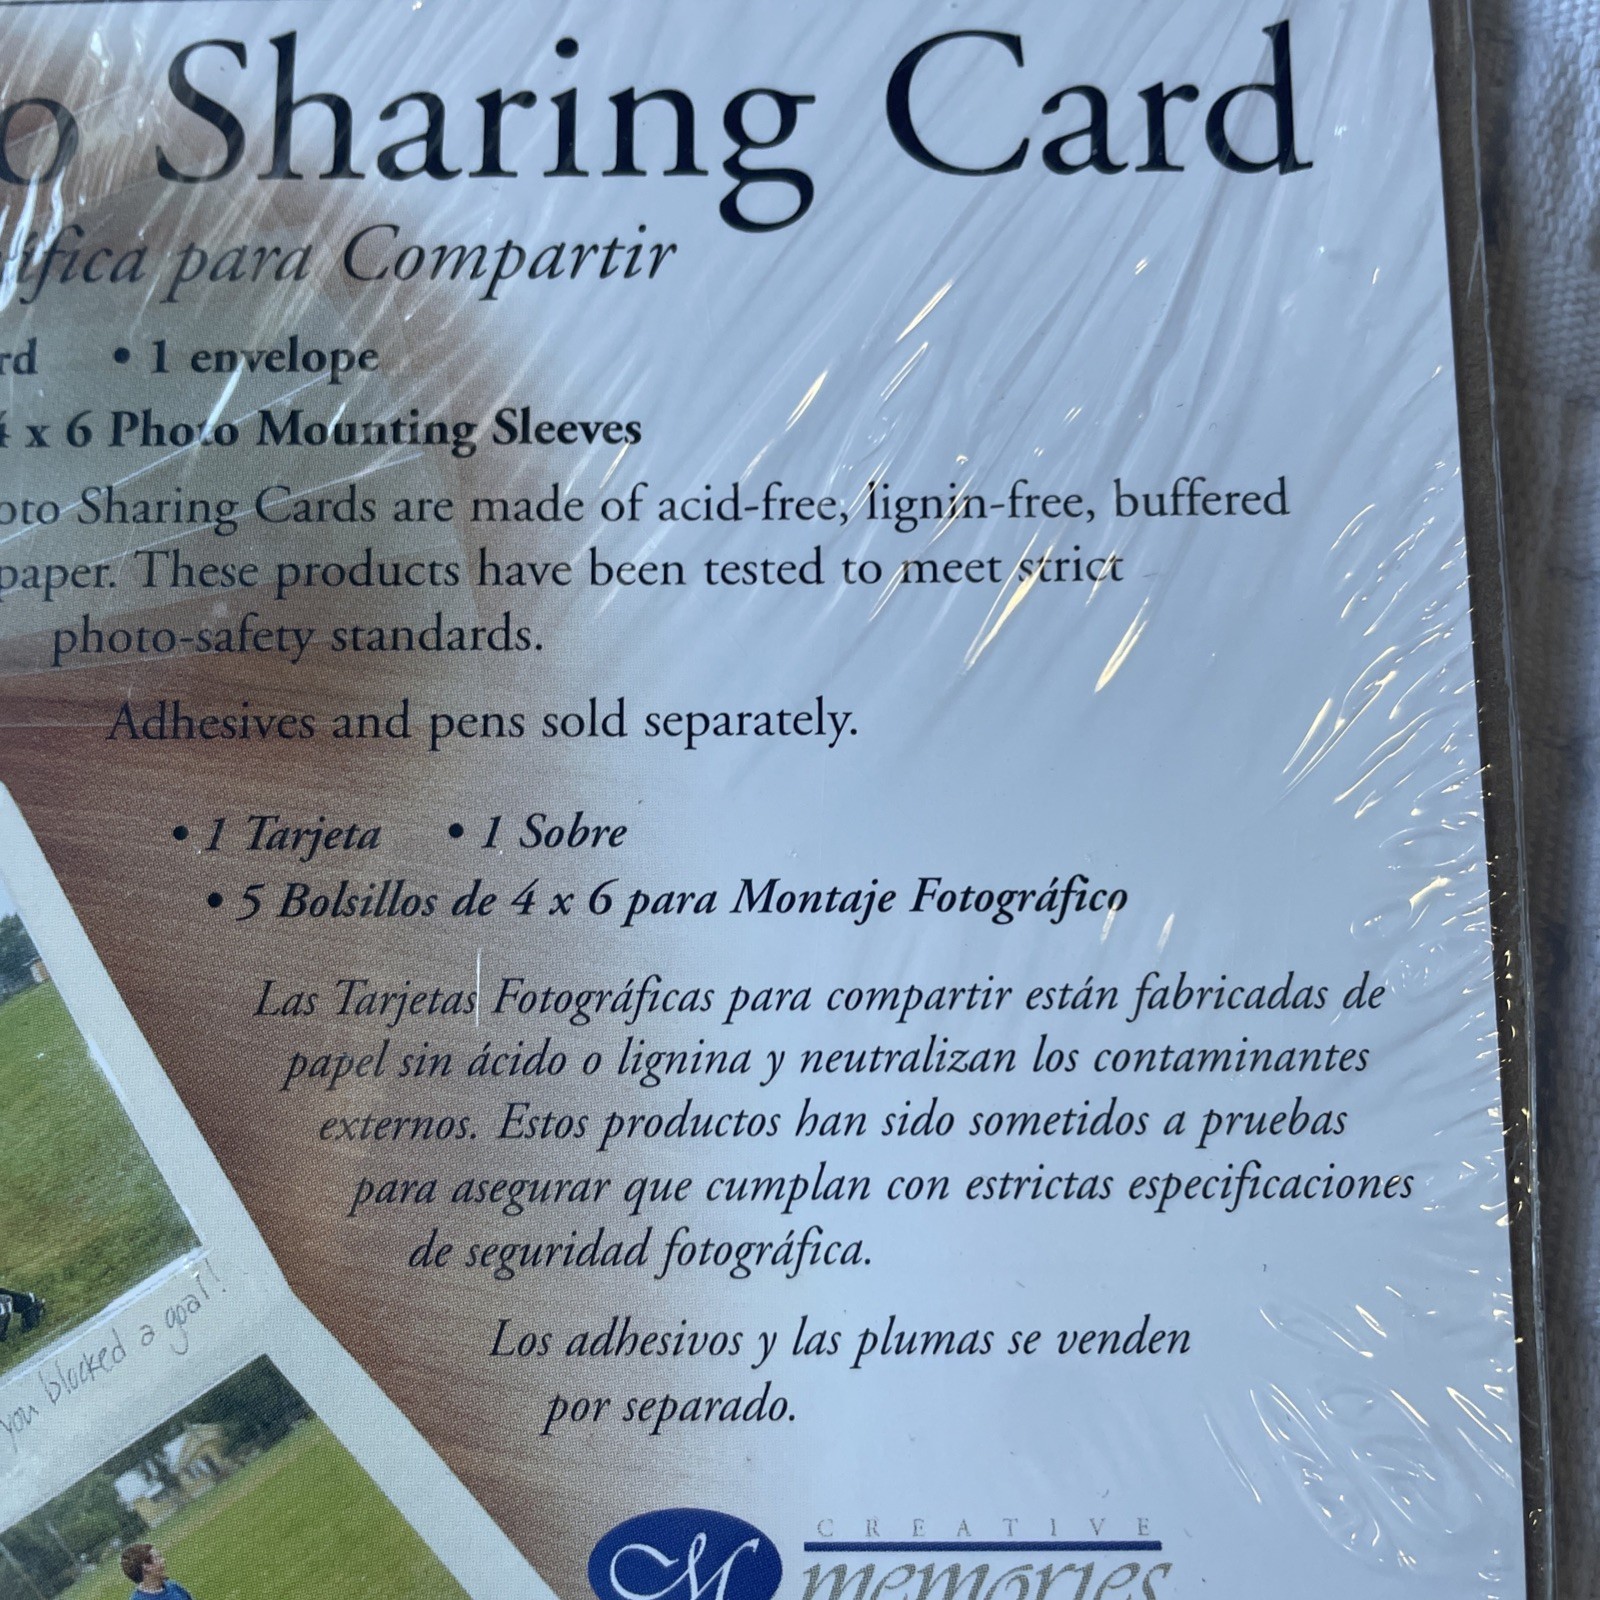 o Sharing Card
ífica para Compartir
rd • 1 envelope
4 x 6 Photo Mounting Sleeves
oto Sharing Cards are made of acid-free, lignin-free, buffered
paper. These products have been tested to meet strict
photo-safety standards.
Adhesives and pens sold separately.
• 1 Tarjeta • 1 Sobre
• 5 Bolsillos de 4 x 6 para Montaje Fotográfico
Las Tarjetas Fotográficas para compartir están fabricadas de
papel sin ácido o lignina y neutralizan los contaminantes
externos. Estos productos han sido sometidos a pruebas
para asegurar que cumplan con estrictas especificaciones
de seguridad fotográfica.
Los adhesivos y las plumas se venden
por separado.
you blocked a goal!
M CREATIVE
memories